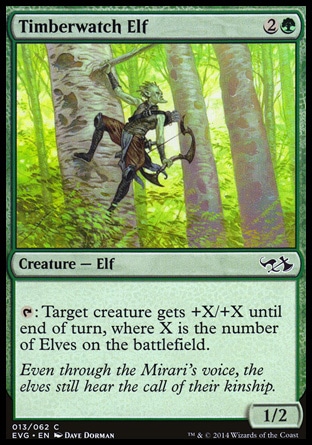 Timberwatch Elf 2
Creature — Elf
: Target creature gets +X/+X until
end of turn, where X is the number
of Elves on the battlefield.
Even through the Mirari's voice, the
elves still hear the call of their kinship.
1/2
013/062 C
EVG • EN Dave Dorman
™ & © 2014 Wizards of the Coast